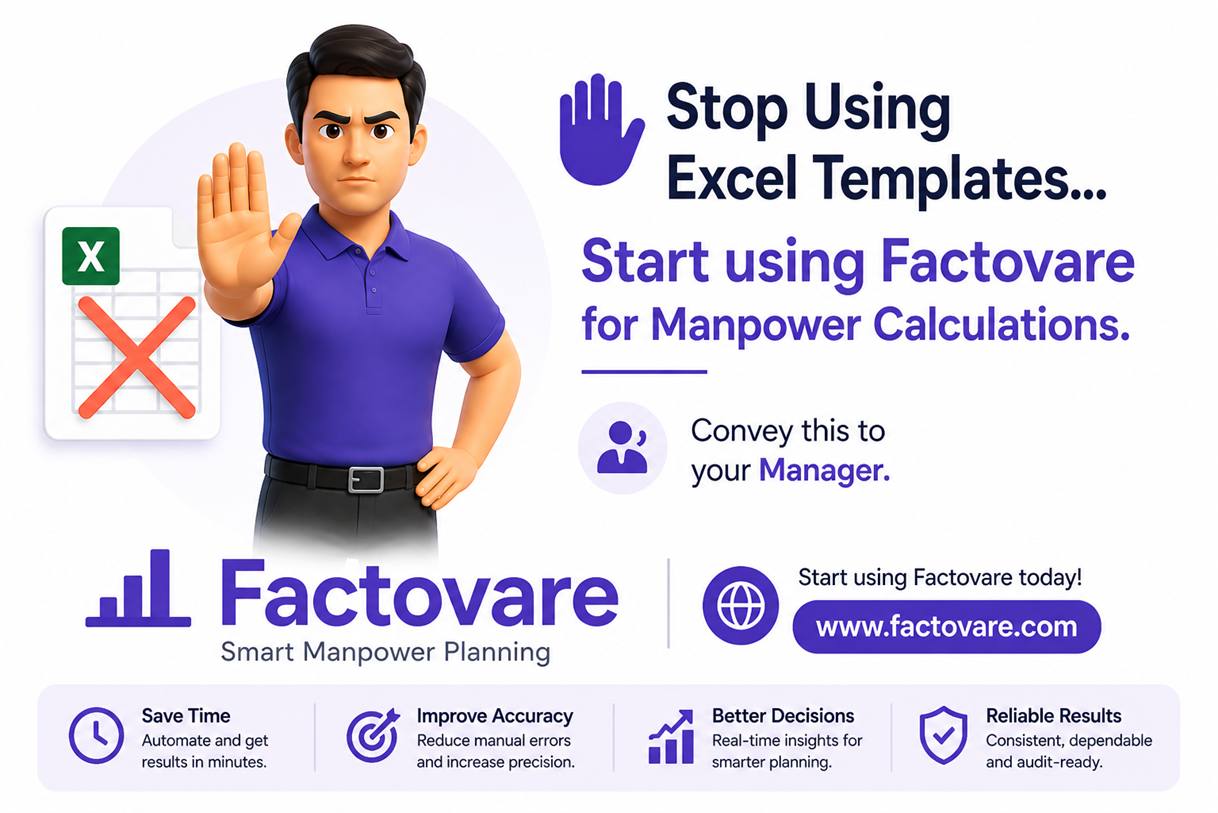 X
Stop Using
Excel Templates...
Start using Factovare
for Manpower Calculations.
Convey this to
your Manager.
Factovare
Smart Manpower Planning
Start using Factovare today!
www.factovare.com
Save Time
Automate and get
results in minutes.
Improve Accuracy
Reduce manual errors
and increase precision.
Better Decisions
Real-time insights for
smarter planning.
Reliable Results
Consistent, dependable
and audit-ready.